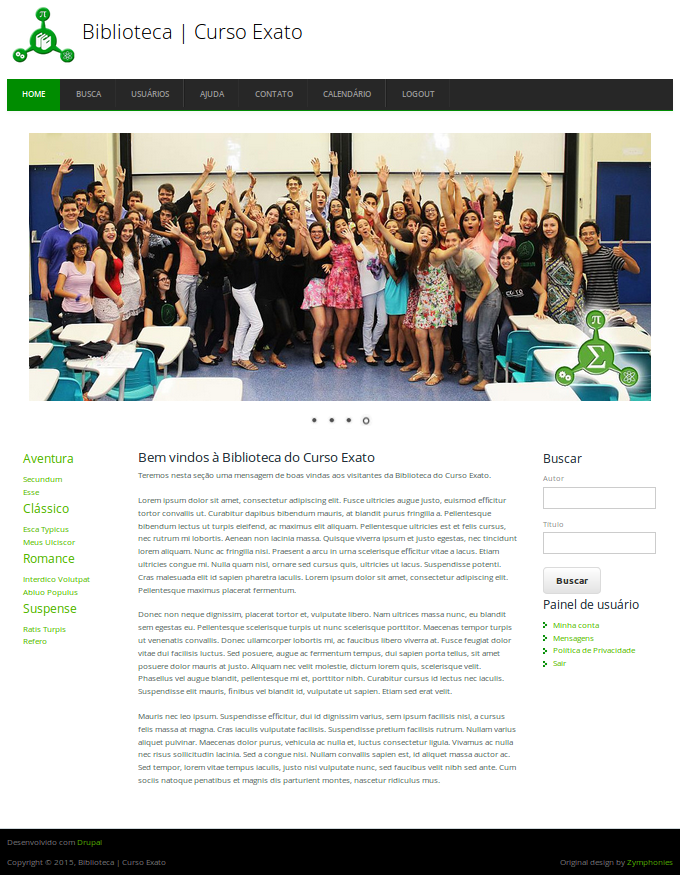 Biblioteca | Curso Exato
HOME
BUSCA
USUÁRIOS
AJUDA
CONTATO
CALENDÁRIO
LOGOUT
π
Σ
Aventura
Secundum
Esse
Clássico
Esca Typicus
Meus Ulciscor
Romance
Interdico Volutpat
Abluo Populus
Suspense
Ratis Turpis
Refero
Bem vindos à Biblioteca do Curso Exato
Teremos nesta seção uma mensagem de boas vindas aos visitantes da Biblioteca do Curso Exato.
Lorem ipsum dolor sit amet, consectetur adipiscing elit. Fusce ultricies augue justo, euismod efficitur
tortor convallis ut. Curabitur dapibus bibendum mauris, at blandit purus fringilla a. Pellentesque
bibendum lectus ut turpis eleifend, ac maximus elit aliquam. Pellentesque ultricies est et felis cursus,
nec rutrum mi lobortis. Aenean non lacinia massa. Quisque viverra ipsum et justo egestas, nec tincidunt
lorem aliquam. Nunc ac fringilla nisi. Praesent a arcu in urna scelerisque efficitur vitae a lacus. Etiam
ultricies congue mi. Nulla quam nisi, ornare sed cursus quis, ultricies ut lacus. Suspendisse potenti.
Cras malesuada elit id sapien pharetra iaculis. Lorem ipsum dolor sit amet, consectetur adipiscing elit.
Pellentesque maximus placerat fermentum.
Donec non neque dignissim, placerat tortor et, vulputate libero. Nam ultrices massa nunc, eu blandit
sem egestas eu. Pellentesque scelerisque turpis ut nunc scelerisque porttitor. Maecenas tempor turpis
ut venenatis convallis. Donec ullamcorper lobortis mi, ac faucibus libero viverra at. Fusce feugiat dolor
vitae dui facilisis luctus. Sed posuere, augue ac fermentum tempus, dui sapien porta tellus, sit amet
posuere dolor mauris at justo. Aliquam nec velit molestie, dictum lorem quis, scelerisque velit.
Phasellus vel augue blandit, pellentesque mi et, porttitor nibh. Curabitur cursus id lectus nec iaculis.
Suspendisse elit mauris, finibus vel blandit id, vulputate ut sapien. Etiam sed erat velit.
Mauris nec leo ipsum. Suspendisse efficitur, dui id dignissim varius, sem ipsum facilisis nisl, a cursus
felis massa at magna. Cras iaculis vulputate facilisis. Suspendisse pretium facilisis rutrum. Nullam varius
aliquet pulvinar. Maecenas dolor purus, vehicula ac nulla et, luctus consectetur ligula. Vivamus ac nulla
nec risus sollicitudin lacinia. Sed a congue nisi. Nullam convallis sapien est, id aliquet massa auctor ac.
Sed tempor, lorem vitae tempus iaculis, justo nisl vulputate nunc, sed faucibus velit nibh sed ante. Cum
sociis natoque penatibus et magnis dis parturient montes, nascetur ridiculus mus.
Buscar
Autor
Título
Buscar
Painel de usuário
Minha conta
Mensagens
Política de Privacidade
Sair
Desenvolvido com Drupal
Copyright © 2015, Biblioteca | Curso Exato
Original design by Zymphonies